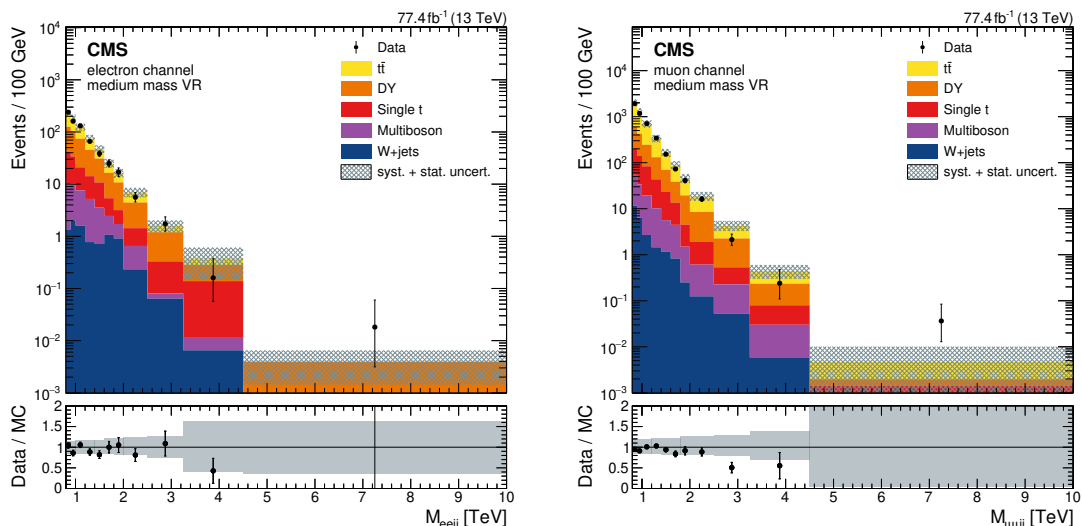 77.4 fb⁻¹ (13 TeV)
CMS
electron channel
medium mass VR
Data
tt̄
DY
Single t
Multiboson
W+jets
syst. + stat. uncert.
Events / 100 GeV
10⁴
10³
10²
10
1
10⁻¹
10⁻²
10⁻³
Data / MC
2
1.5
1
0.5
0
1 2 3 4 5 6 7 8 9 10
M_eejj [TeV]
77.4 fb⁻¹ (13 TeV)
CMS
muon channel
medium mass VR
Data
tt̄
DY
Single t
Multiboson
W+jets
syst. + stat. uncert.
Events / 100 GeV
10⁴
10³
10²
10
1
10⁻¹
10⁻²
10⁻³
Data / MC
2
1.5
1
0.5
0
1 2 3 4 5 6 7 8 9 10
M_μμjj [TeV]